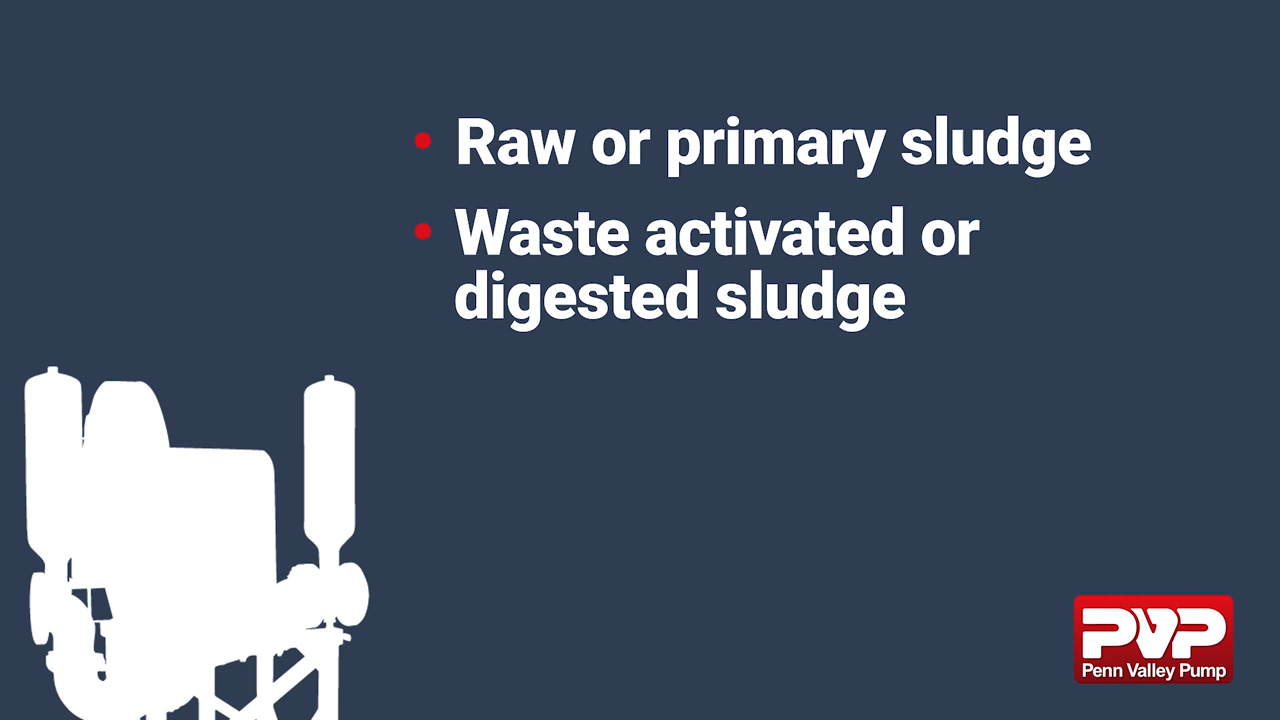 • Raw or primary sludge
• Waste activated or
digested sludge
PVP
Penn Valley Pump